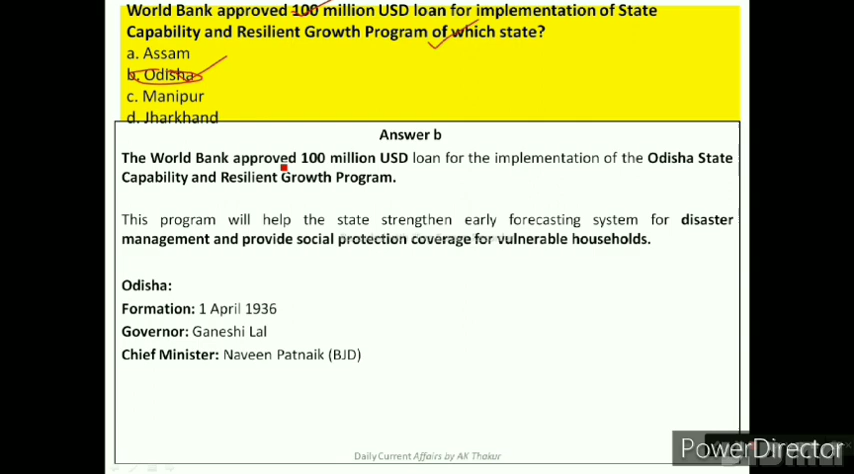 World Bank approved 100 million USD loan for implementation of State
Capability and Resilient Growth Program of which state?
a. Assam
b. Odisha
c. Manipur
d. Jharkhand
Answer b
The World Bank approved 100 million USD loan for the implementation of the Odisha State
Capability and Resilient Growth Program.
This program will help the state strengthen early forecasting system for disaster
management and provide social protection coverage for vulnerable households.
Odisha:
Formation: 1 April 1936
Governor: Ganeshi Lal
Chief Minister: Naveen Patnaik (BJD)
Daily Current Affairs by AK Thakur
PowerDirector